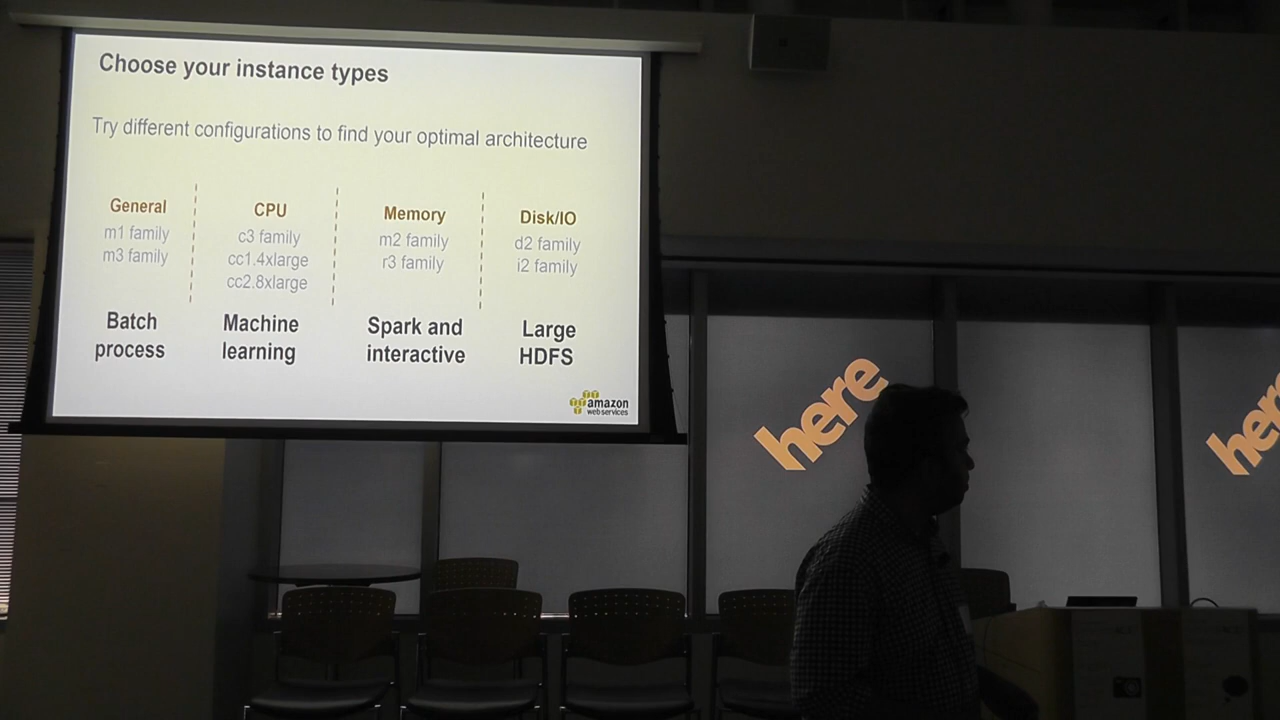 Choose your instance types
Try different configurations to find your optimal architecture
General
m1 family
m3 family
Batch
process
CPU
c3 family
cc1.4xlarge
cc2.8xlarge
Machine
learning
Memory
m2 family
r3 family
Spark and
interactive
Disk/IO
d2 family
i2 family
Large
HDFS
amazon
web services
here
here